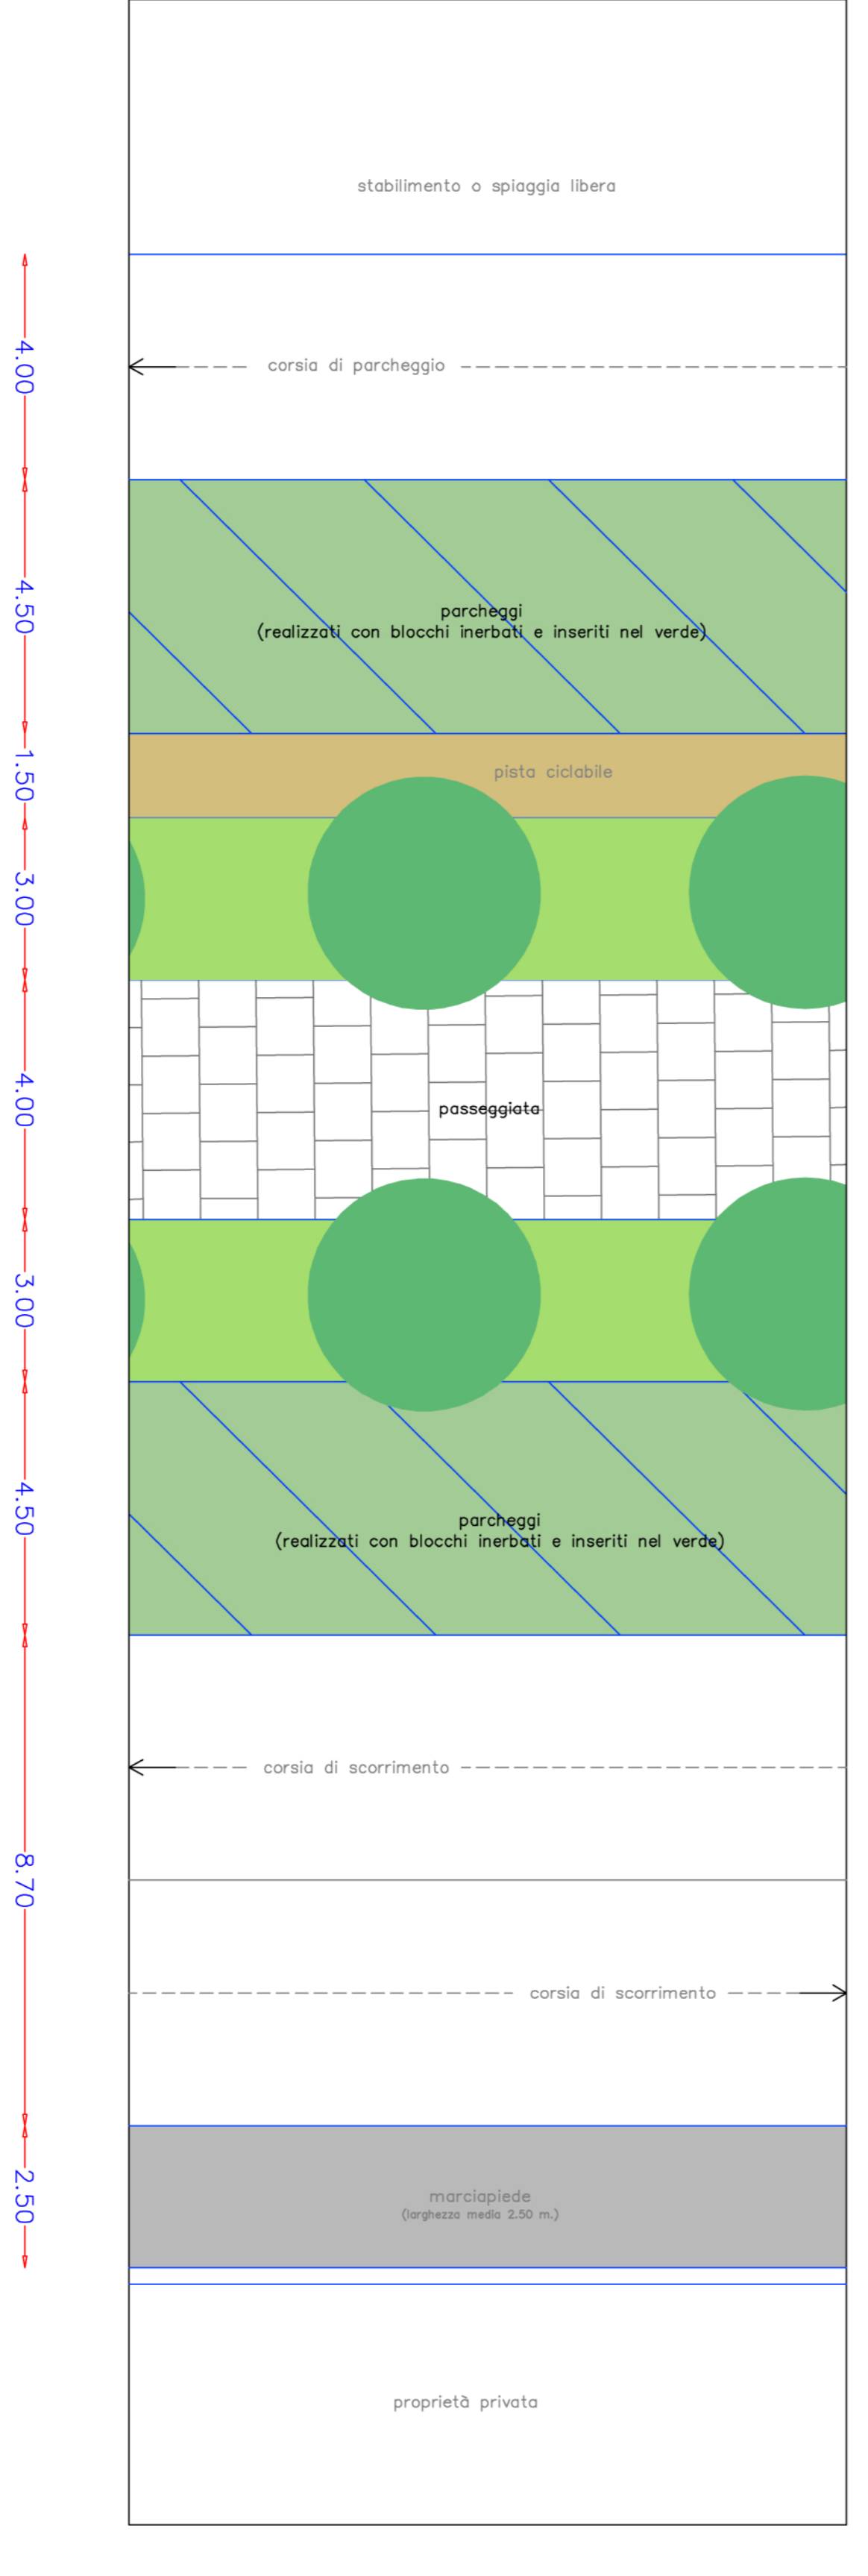 stabilimento o spiaggia libera
4.00
corsia di parcheggio
4.50
parcheggi
(realizzati con blocchi inerbati e inseriti nel verde)
1.50
pista ciclabile
3.00
4.00
passeggiata
3.00
4.50
parcheggi
(realizzati con blocchi inerbati e inseriti nel verde)
corsia di scorrimento
8.70
corsia di scorrimento
2.50
marciapiede
(larghezza media 2.50 m.)
proprietà privata